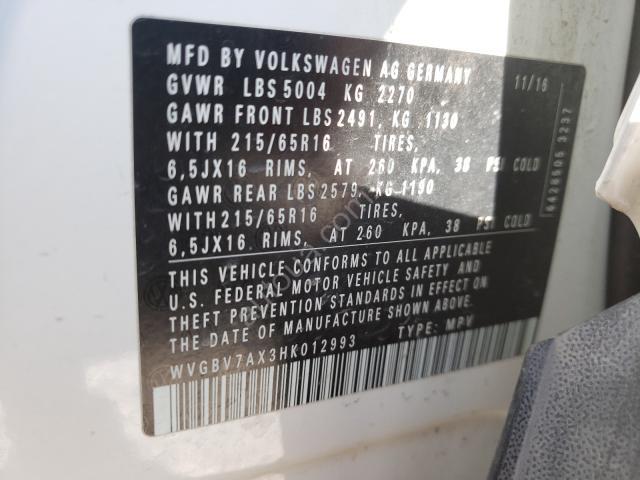 MFD BY VOLKSWAGEN AG GERMANY
GVWR LBS 5004 KG 2270 11/16
GAWR FRONT LBS 2491, KG 1130
WITH 215/65R16 TIRES,
6,5JX16 RIMS, AT 260 KPA, 38 PSI COLD
GAWR REAR LBS 2579, KG 1190
WITH 215/65R16 TIRES,
6,5JX16 RIMS, AT 260 KPA, 38 PSI COLD
THIS VEHICLE CONFORMS TO ALL APPLICABLE
U.S. FEDERAL MOTOR VEHICLE SAFETY AND
THEFT PREVENTION STANDARDS IN EFFECT ON
THE DATE OF MANUFACTURE SHOWN ABOVE.
WVGBV7AX3HK012993 TYPE: MPV